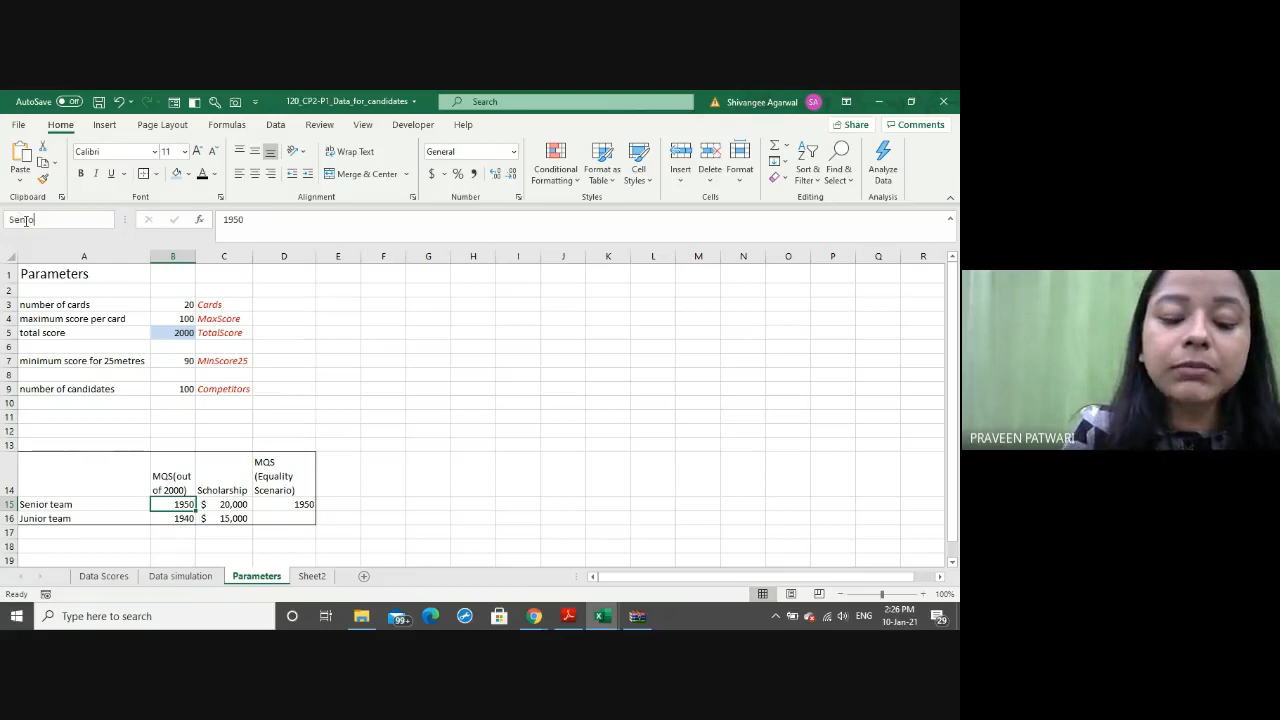 AutoSave Off
120_CP2-P1_Data_for_candidates
Search
Shivangee Agarwal SA
File Home Insert Page Layout Formulas Data Review View Developer Help
Share Comments
Paste
Calibri 11
Wrap Text
General
B I U
Merge & Center
Conditional Formatting
Format as Table
Cell Styles
Insert Delete Format
Sort & Filter
Find & Select
Analyze Data
Clipboard Font Alignment Number Styles Cells Editing Analysis
Senio
fx 1950
A B C D E F G H I J K L M N O P Q R
1 Parameters
2
3 number of cards 20 Cards
4 maximum score per card 100 MaxScore
5 total score 2000 TotalScore
6
7 minimum score for 25metres 90 MinScore25
8
9 number of candidates 100 Competitors
10
11
12
13
14 MQS(out of 2000) Scholarship MQS (Equality Scenario)
15 Senior team 1950 $ 20,000 1950
16 Junior team 1940 $ 15,000
17
18
19
Data Scores Data simulation Parameters Sheet2
Ready 100%
Type here to search
99+
ENG
2:26 PM
10-Jan-21
29
PRAVEEN PATWARI